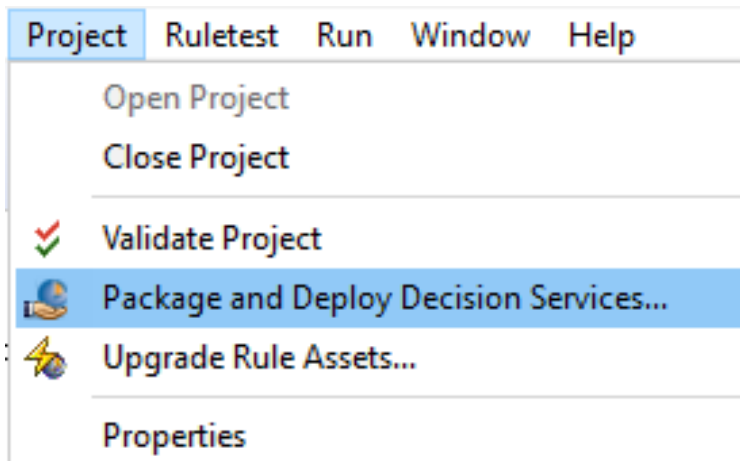 Project Ruletest Run Window Help
Open Project
Close Project
Validate Project
Package and Deploy Decision Services...
Upgrade Rule Assets...
Properties